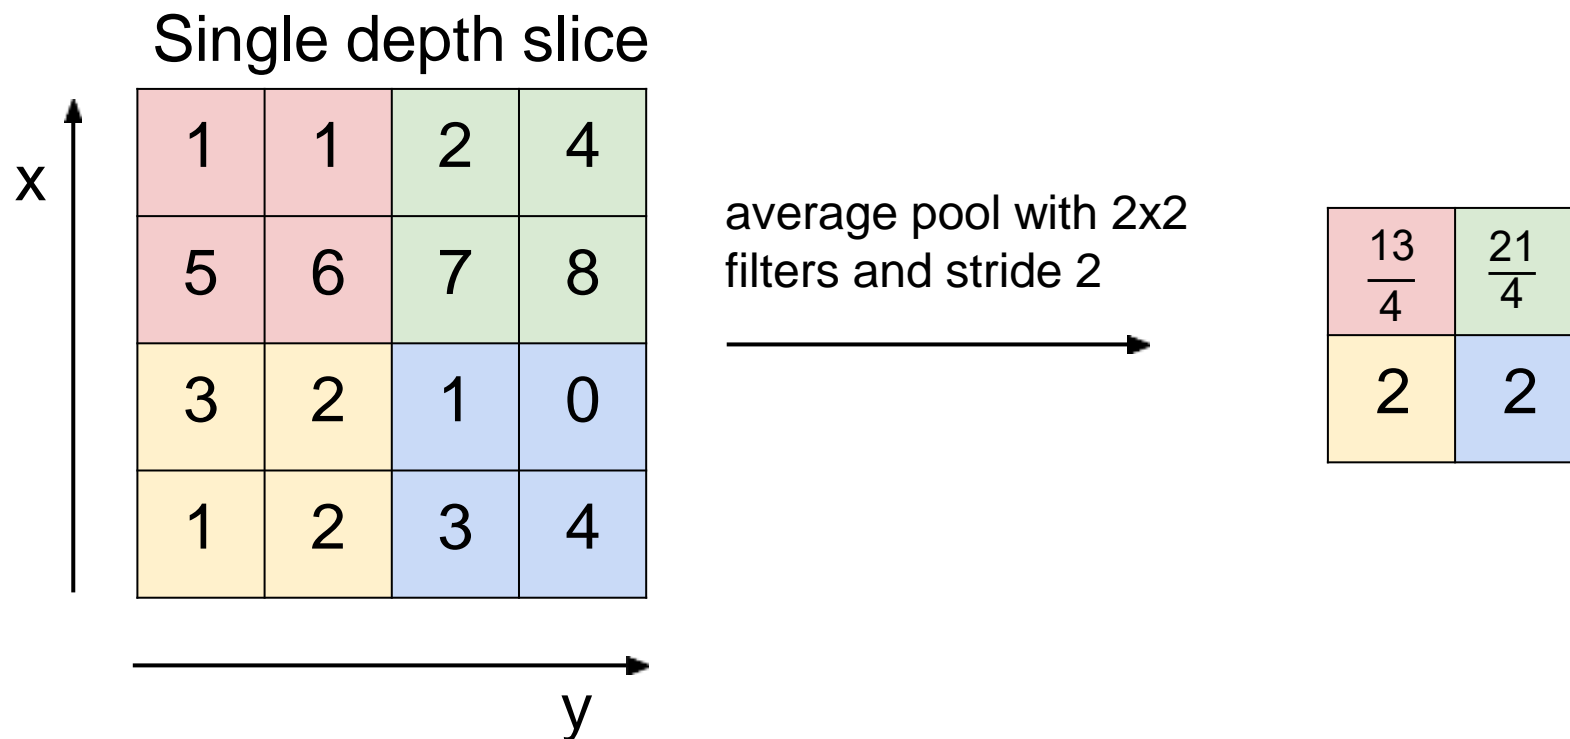 Single depth slice
x
1 1 2 4
5 6 7 8
3 2 1 0
1 2 3 4
y
average pool with 2x2
filters and stride 2
13/4 21/4
2 2